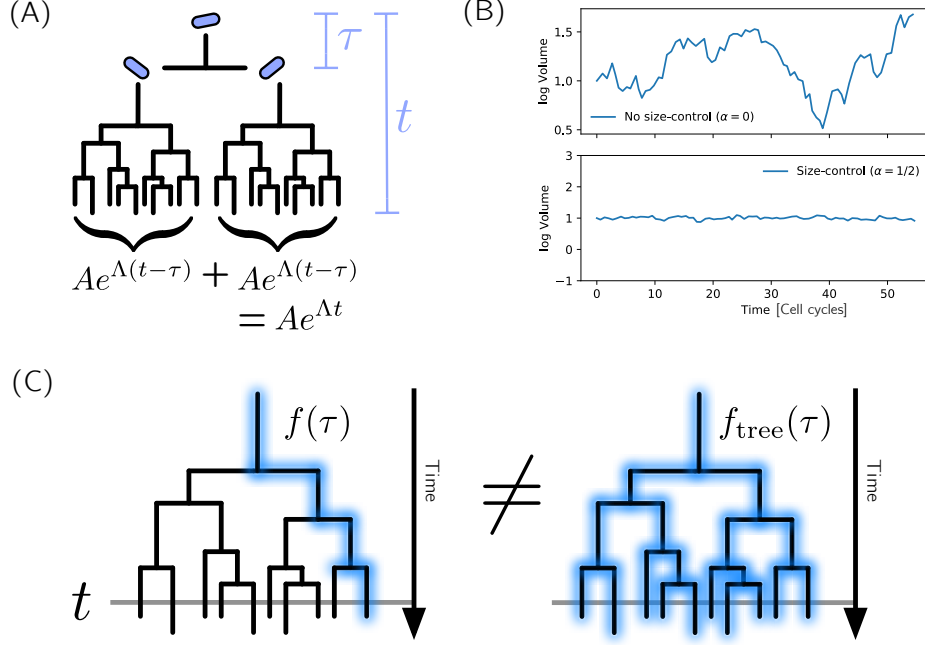 (A)
τ
t
Ae^{Λ(t−τ)} + Ae^{Λ(t−τ)}
= Ae^{Λt}
(B)
log Volume
1.5
1.0
0.5
No size-control (α = 0)
log Volume
3
2
1
0
−1
Size-control (α = 1/2)
0 10 20 30 40 50
Time [Cell cycles]
(C)
f(τ)
Time
t
≠
f_{tree}(τ)
Time